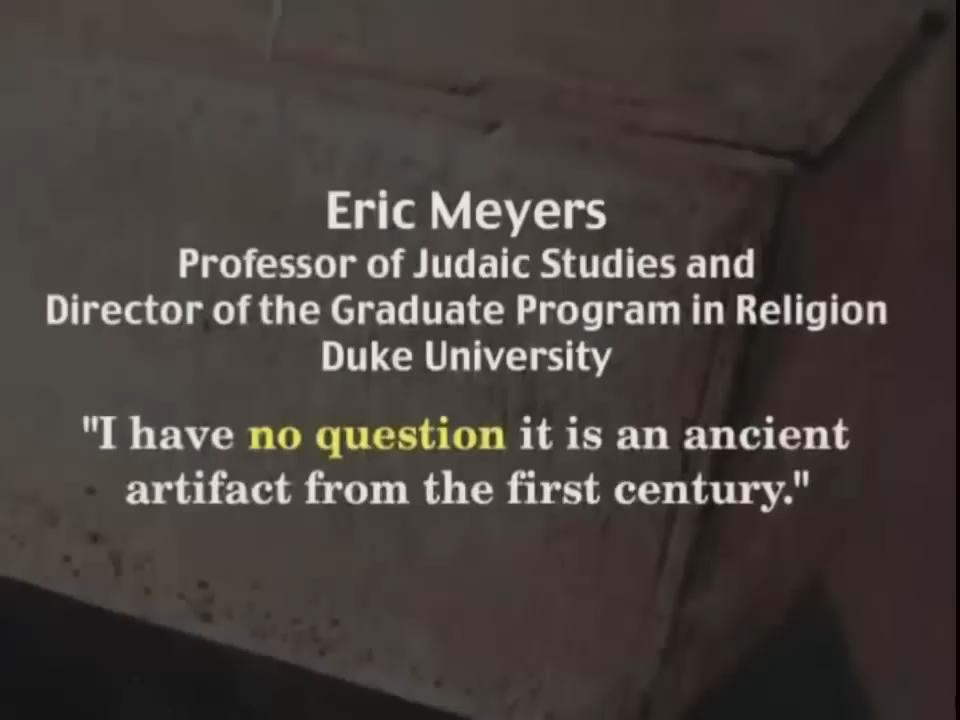 Eric Meyers
Professor of Judaic Studies and
Director of the Graduate Program in Religion
Duke University
"I have no question it is an ancient
artifact from the first century."